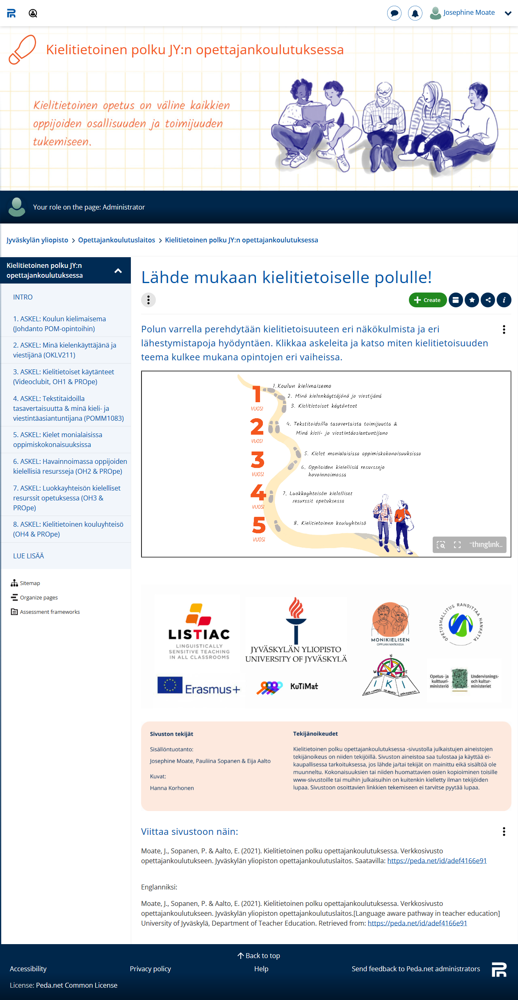 Josephine Moate
Kielitietoinen polku JY:n opettajankoulutuksessa
Kielitietoinen opetus on väline kaikkien
oppijoiden osallisuuden ja toimijuuden
tukemiseen.
Your role on the page: Administrator
Jyväskylän yliopisto > Opettajankoulutuslaitos > Kielitietoinen polku JY:n opettajankoulutuksessa
Kielitietoinen polku JY:n
opettajankoulutuksessa
INTRO
1. ASKEL: Koulun kielimaisema
(Johdanto POM-opintoihin)
2. ASKEL: Minä kielenkäyttäjänä ja
viestijänä (OKLV211)
3. ASKEL: Kielitietoiset käytänteet
(Videoclubit, OH1 & PROpe)
4. ASKEL: Tekstitaidoilla
tasavertaisuutta & minä kieli- ja
viestintäasiantuntijana (POMM1083)
5. ASKEL: Kielet monialaisissa
oppimiskokonaisuuksissa
6. ASKEL: Havainnoimassa oppijoiden
kielellisiä resursseja (OH2 & PROpe)
7. ASKEL: Luokkayhteisön kielelliset
resurssit opetuksessa (OH3 &
PROpe)
8. ASKEL: Kielitietoinen kouluyhteisö
(OH4 & PROpe)
LUE LISÄÄ
Sitemap
Organize pages
Assessment frameworks
Lähde mukaan kielitietoiselle polulle!
Create
Polun varrella perehdytään kielitietoisuuteen eri näkökulmista ja eri
lähestymistapoja hyödyntäen. Klikkaa askeleita ja katso miten kielitietoisuuden
teema kulkee mukana opintojen eri vaiheissa.
1
VUOSI
1. Koulun kielimaisema
2. Minä kielenkäyttäjänä ja viestijänä
3. Kielitietoiset käytänteet
2
VUOSI
4. Tekstitaidoilla tasavertaista toimijuutta &
Minä kieli- ja viestintäasiantuntijana
3
VUOSI
5. Kielet monialaisissa oppimiskokonaisuuksissa
6. Oppilaiden kielellisiä resursseja
havainnoimassa
4
VUOSI
7. Luokkayhteisön kielelliset
resurssit opetuksessa
5
VUOSI
8. Kielitietoinen kouluyhteisö
thinglink..
LISTIAC
LINGUISTICALLY
SENSITIVE TEACHING
IN ALL CLASSROOMS
JYVÄSKYLÄN YLIOPISTO
UNIVERSITY OF JYVÄSKYLÄ
MONIKIELISEN
OPPIJAN MATKASSA
OPETUSHALLITUS RAHOITTAA HANKETTA
Erasmus+
KuTiMat
N
W E
I K I
Opetus- ja
kulttuuri-
ministeriö
Undervisnings-
och kultur-
ministeriet
Sivuston tekijät
Sisällöntuotanto:
Josephine Moate, Pauliina Sopanen & Eija Aalto
Kuvat:
Hanna Korhonen
Tekijänoikeudet
Kielitietoinen polku opettajankoulutuksessa -sivustolla julkaistujen aineistojen
tekijänoikeus on niiden tekijöillä. Sivuston aineistoa saa tulostaa ja käyttää ei-
kaupallisessa tarkoituksessa, jos lähde ja/tai tekijät on mainittu eikä sisältöä ole
muunneltu. Kokonaisuuksien tai niiden huomattavien osien kopioiminen toisille
www-sivustoille tai muihin julkaisuihin on kuitenkin kielletty ilman tekijöiden
lupaa. Sivustoon osoittavien linkkien tekemiseen ei tarvitse pyytää lupaa.
Viittaa sivustoon näin:
Moate, J., Sopanen, P. & Aalto, E. (2021). Kielitietoinen polku opettajankoulutuksessa. Verkkosivusto
opettajankoulutukseen. Jyväskylän yliopiston opettajankoulutuslaitos. Saatavilla: https://peda.net/id/adef4166e91
Englanniksi:
Moate, J., Sopanen, P. & Aalto, E. (2021). Kielitietoinen polku opettajankoulutuksessa. Verkkosivusto
opettajankoulutukseen. Jyväskylän yliopiston opettajankoulutuslaitos.[Language aware pathway in teacher education]
University of Jyväskylä, Department of Teacher Education. Retrieved from: https://peda.net/id/adef4166e91
Back to top
Accessibility
Privacy policy
Help
Send feedback to Peda.net administrators
License: Peda.net Common License